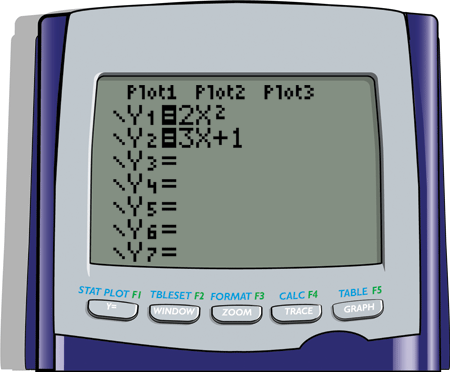 Plot1 Plot2 Plot3
\Y₁=2X²
\Y₂=3X+1
\Y₃=
\Y₄=
\Y₅=
\Y₆=
\Y₇=
STAT PLOT F1 TBLSET F2 FORMAT F3 CALC F4 TABLE F5
Y= WINDOW ZOOM TRACE GRAPH